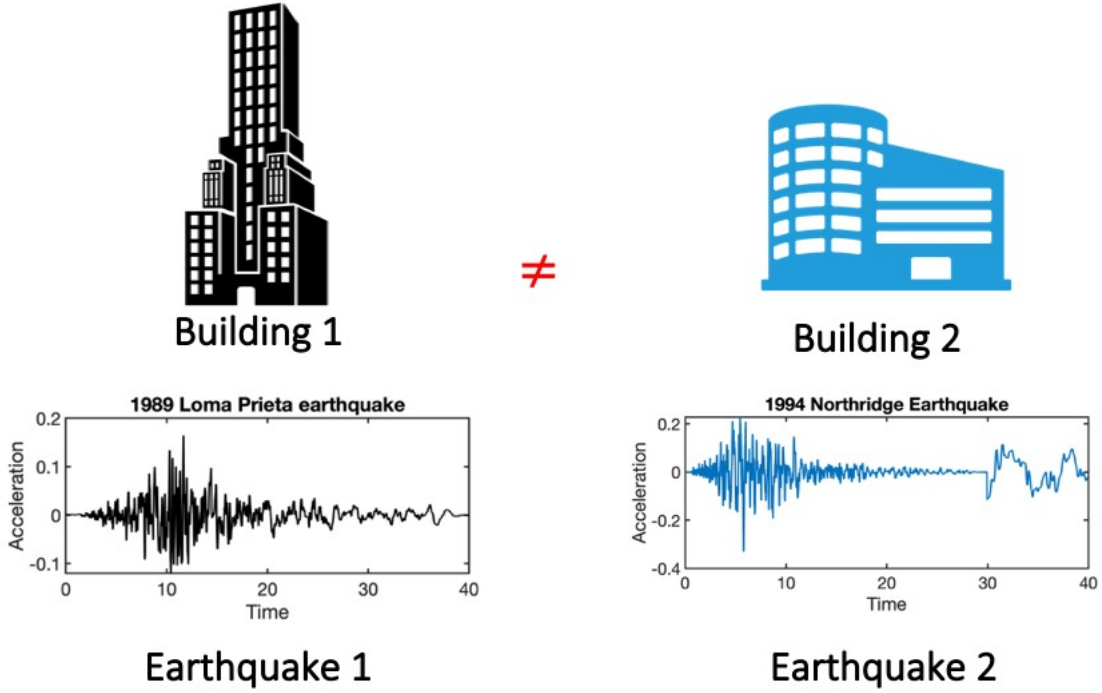 ≠
Building 1
Building 2
1989 Loma Prieta earthquake
0.2
0.1
0
-0.1
Acceleration
0
10
20
30
40
Time
Earthquake 1
1994 Northridge Earthquake
0.2
0
-0.2
-0.4
Acceleration
0
10
20
30
40
Time
Earthquake 2